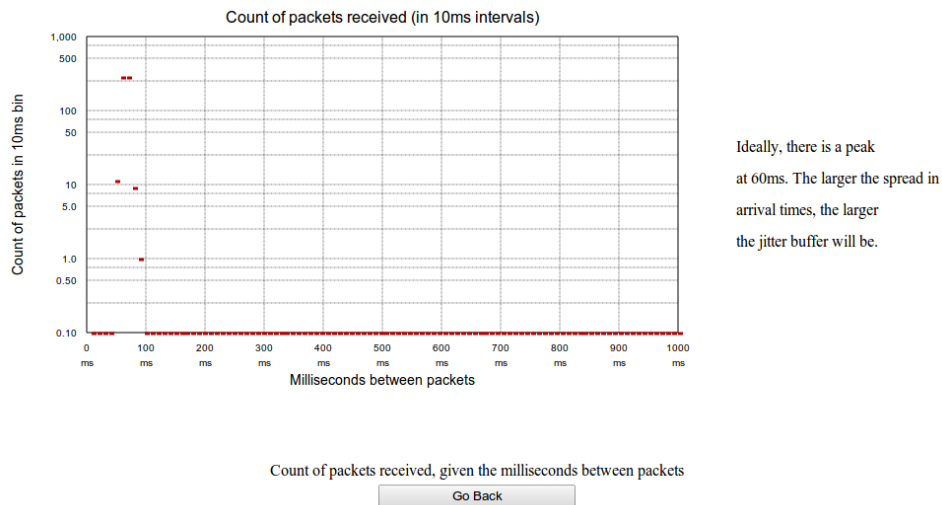 Count of packets received (in 10ms intervals)
Count of packets in 10ms bin
1,000
500
100
50
10
5.0
1.0
0.50
0.10
0 100 200 300 400 500 600 700 800 900 1000
ms ms ms ms ms ms ms ms ms ms ms
Milliseconds between packets
Ideally, there is a peak
at 60ms. The larger the spread in
arrival times, the larger
the jitter buffer will be.
Count of packets received, given the milliseconds between packets
Go Back